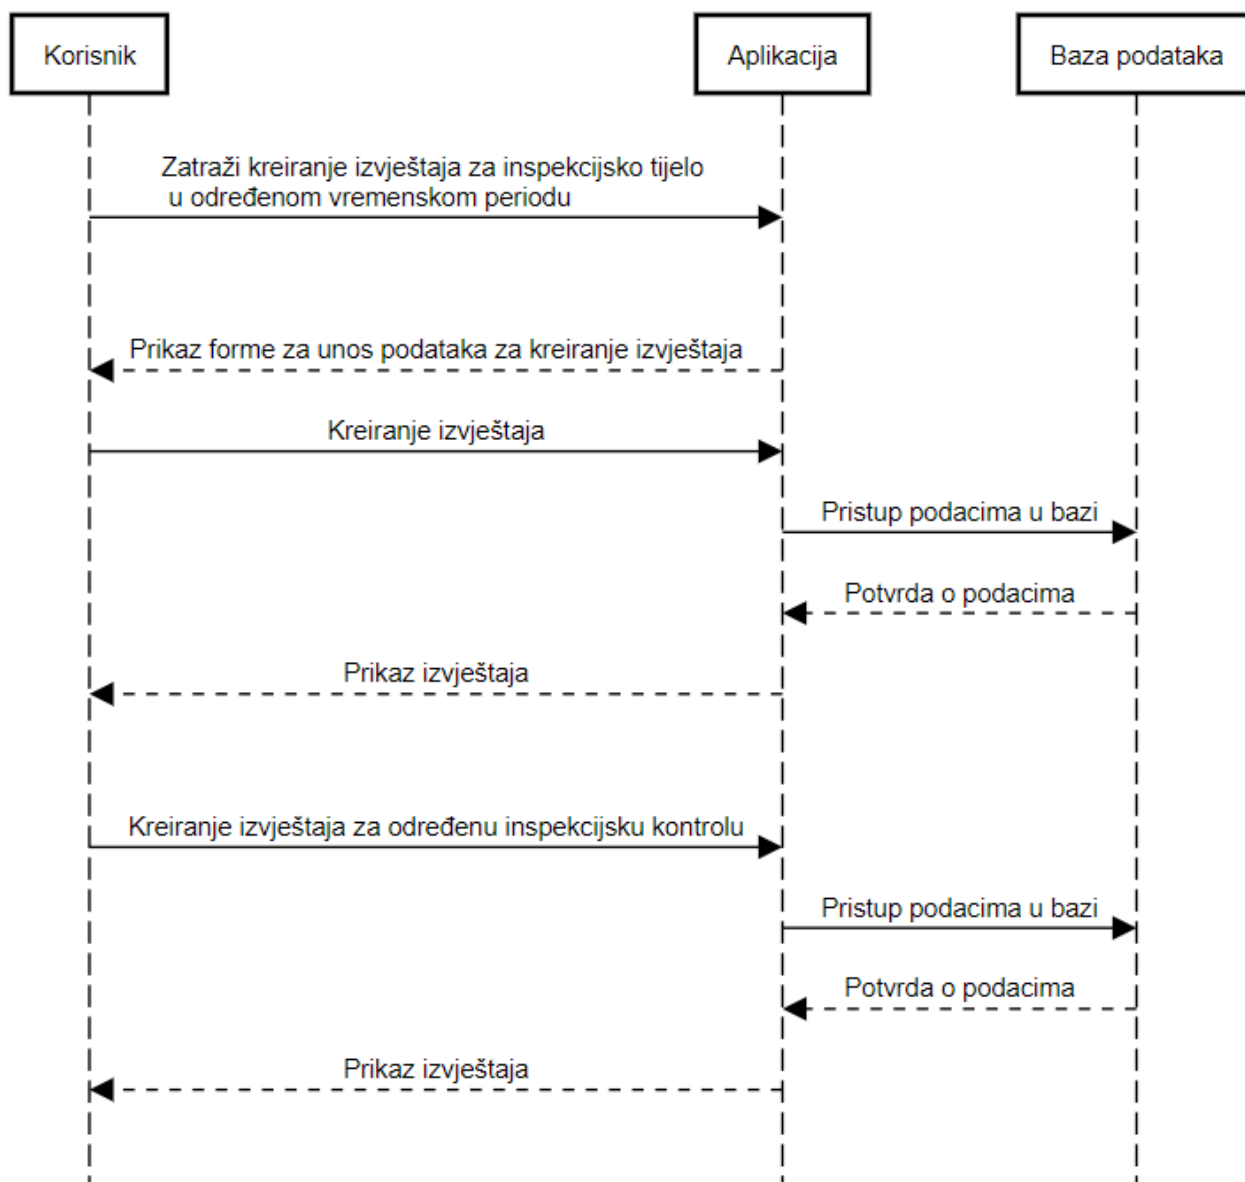 Korisnik
Aplikacija
Baza podataka
Zatraži kreiranje izvještaja za inspekcijsko tijelo
u određenom vremenskom periodu
Prikaz forme za unos podataka za kreiranje izvještaja
Kreiranje izvještaja
Pristup podacima u bazi
Potvrda o podacima
Prikaz izvještaja
Kreiranje izvještaja za određenu inspekcijsku kontrolu
Pristup podacima u bazi
Potvrda o podacima
Prikaz izvještaja